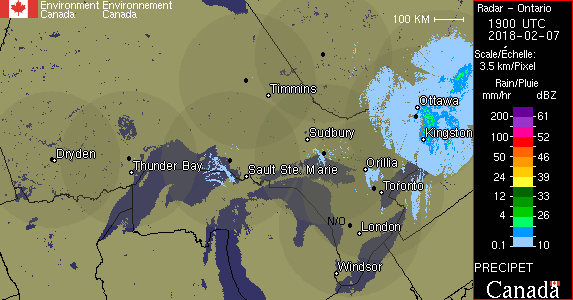 Environment Environnement
Canada Canada
100 KM
Timmins
Ottawa
Sudbury
Kingston
Dryden
Thunder Bay
Sault Ste. Marie
Orillia
Toronto
N/O
London
Windsor
Radar - Ontario
1900 UTC
2018-02-07
Scale/Échelle:
3.5 km/Pixel
Rain/Pluie
mm/hr dBZ
200 61
100 52
50 46
24 39
12 33
4 26
0.1 10
PRECIPET
Canada